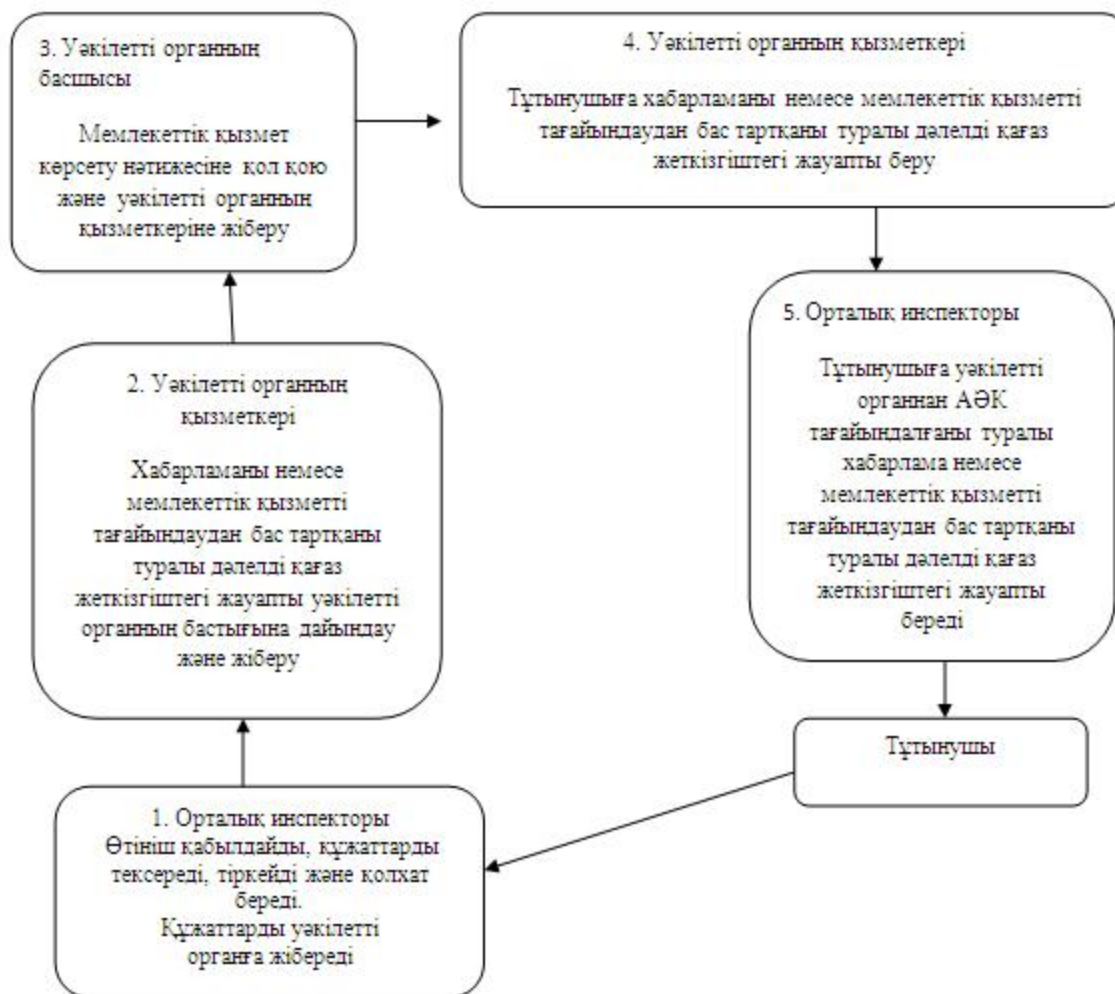 3. Уәкілетті органның
басшысы
Мемлекеттік қызмет
көрсету нәтижесіне қол қою
және уәкілетті органның
қызметкеріне жіберу
4. Уәкілетті органның қызметкері
Тұтынушыға хабарламаны немесе мемлекеттік қызметті
тағайындаудан бас тартқаны туралы дәлелді қағаз
жеткізгіштегі жауапты беру
5. Орталық инспекторы
Тұтынушыға уәкілетті
органнан АӘК
тағайындалғаны туралы
хабарлама немесе
мемлекеттік қызметті
тағайындаудан бас тартқаны
туралы дәлелді қағаз
жеткізгіштегі жауапты
береді
2. Уәкілетті органның
қызметкері
Хабарламаны немесе
мемлекеттік қызметті
тағайындаудан бас тартқаны
туралы дәлелді қағаз
жеткізгіштегі жауапты уәкілетті
органның бастығына дайындау
және жіберу
Тұтынушы
1. Орталық инспекторы
Өтініш қабылдайды, құжаттарды
тексереді, тіркейді және қолхат
береді.
Құжаттарды уәкілетті
органға жібереді